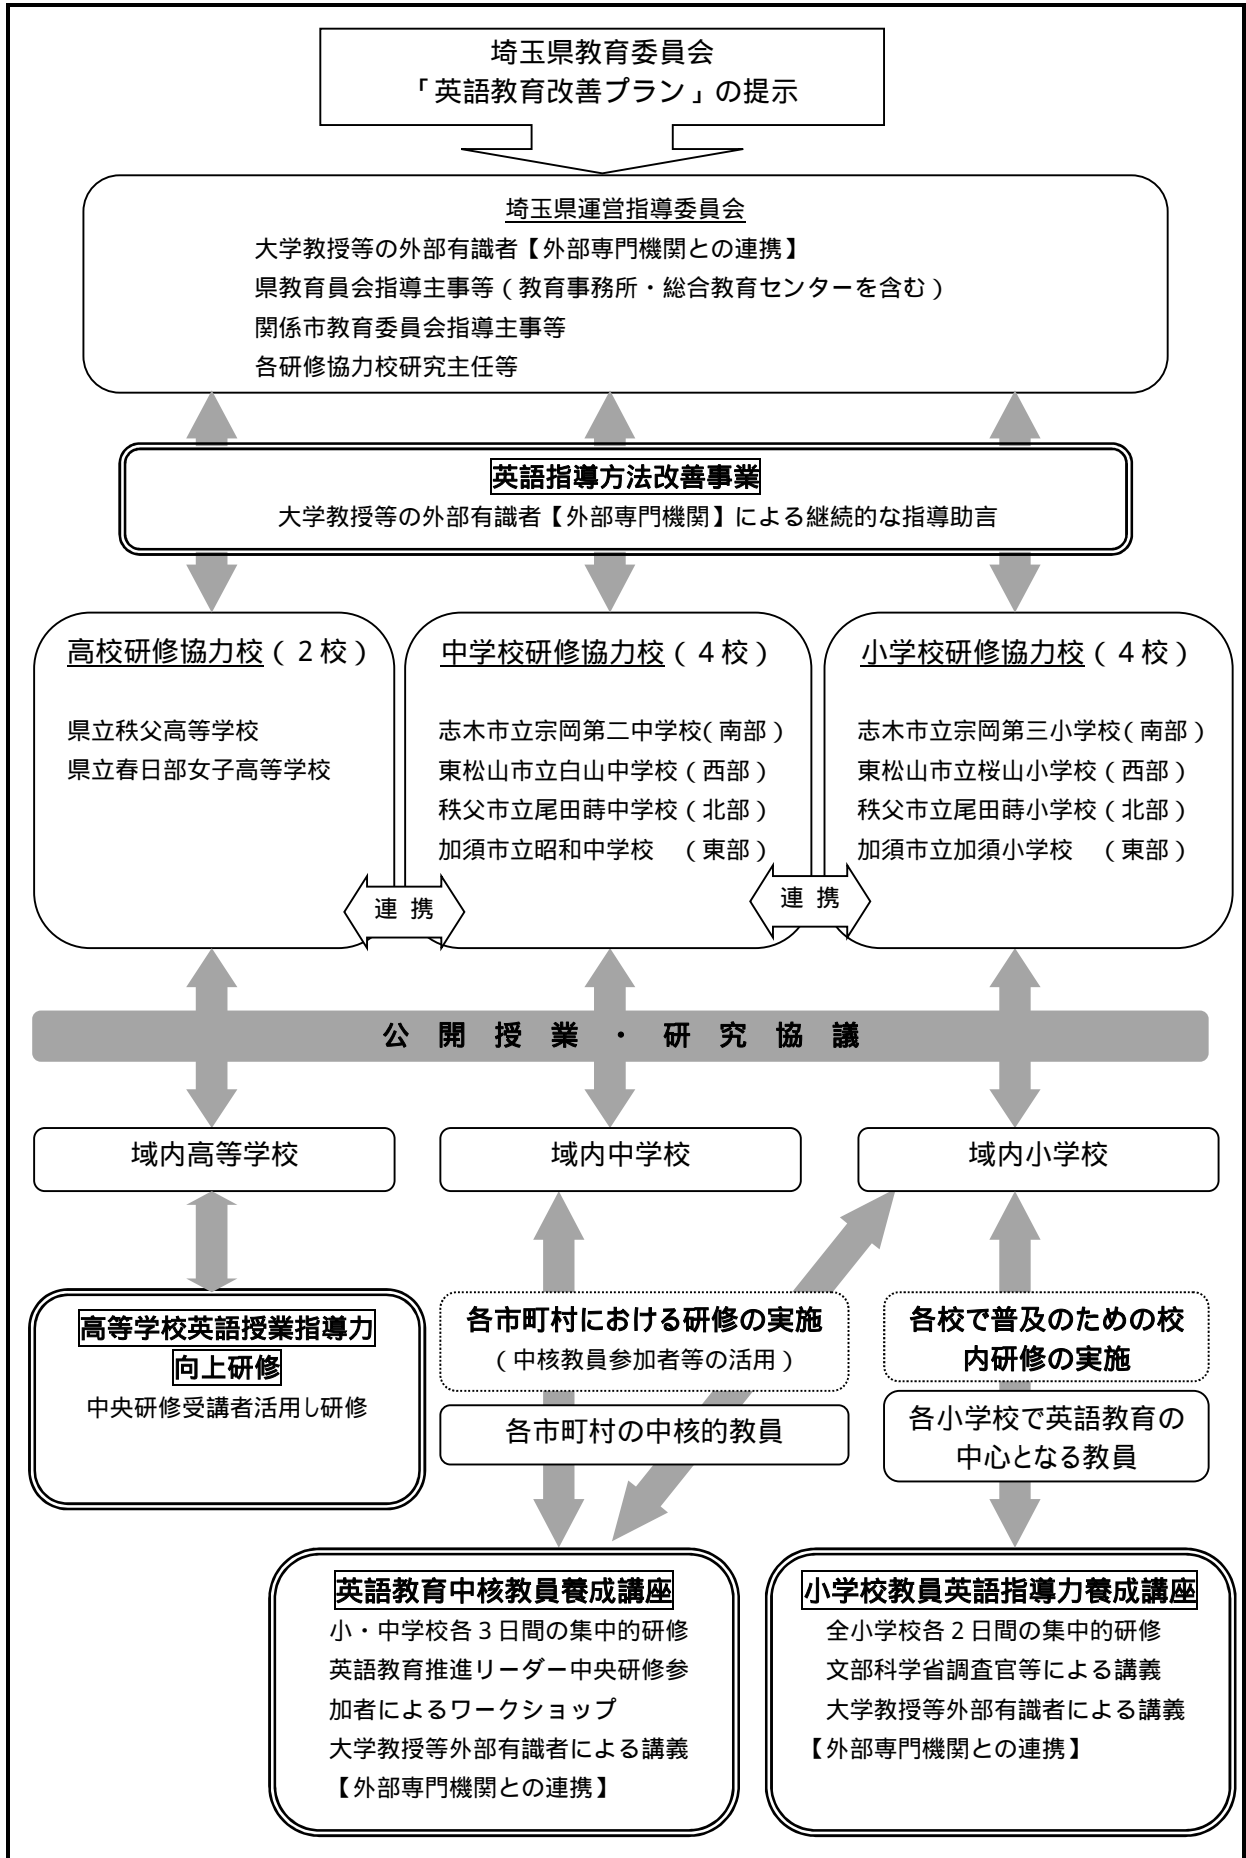 埼玉県教育委員会
「英語教育改善プラン」の提示
埼玉県運営指導委員会
大学教授等の外部有識者【外部専門機関との連携】
県教育員会指導主事等（教育事務所・総合教育センターを含む）
関係市教育委員会指導主事等
各研修協力校研究主任等
英語指導方法改善事業
大学教授等の外部有識者【外部専門機関】による継続的な指導助言
高校研修協力校（2校）
県立秩父高等学校
県立春日部女子高等学校
中学校研修協力校（4校）
志木市立宗岡第二中学校（南部）
東松山市立白山中学校（西部）
秩父市立尾田蒔中学校（北部）
加須市立昭和中学校　（東部）
小学校研修協力校（4校）
志木市立宗岡第三小学校（南部）
東松山市立桜山小学校（西部）
秩父市立尾田蒔小学校（北部）
加須市立加須小学校　（東部）
連 携
連 携
公 開 授 業 ・ 研 究 協 議
域内高等学校
域内中学校
域内小学校
高等学校英語授業指導力
向上研修
中央研修受講者活用し研修
各市町村における研修の実施
（中核教員参加者等の活用）
各市町村の中核的教員
各校で普及のための校
内研修の実施
各小学校で英語教育の
中心となる教員
英語教育中核教員養成講座
小・中学校各3日間の集中的研修
英語教育推進リーダー中央研修参
加者によるワークショップ
大学教授等外部有識者による講義
【外部専門機関との連携】
小学校教員英語指導力養成講座
全小学校各2日間の集中的研修
文部科学省調査官等による講義
大学教授等外部有識者による講義
【外部専門機関との連携】